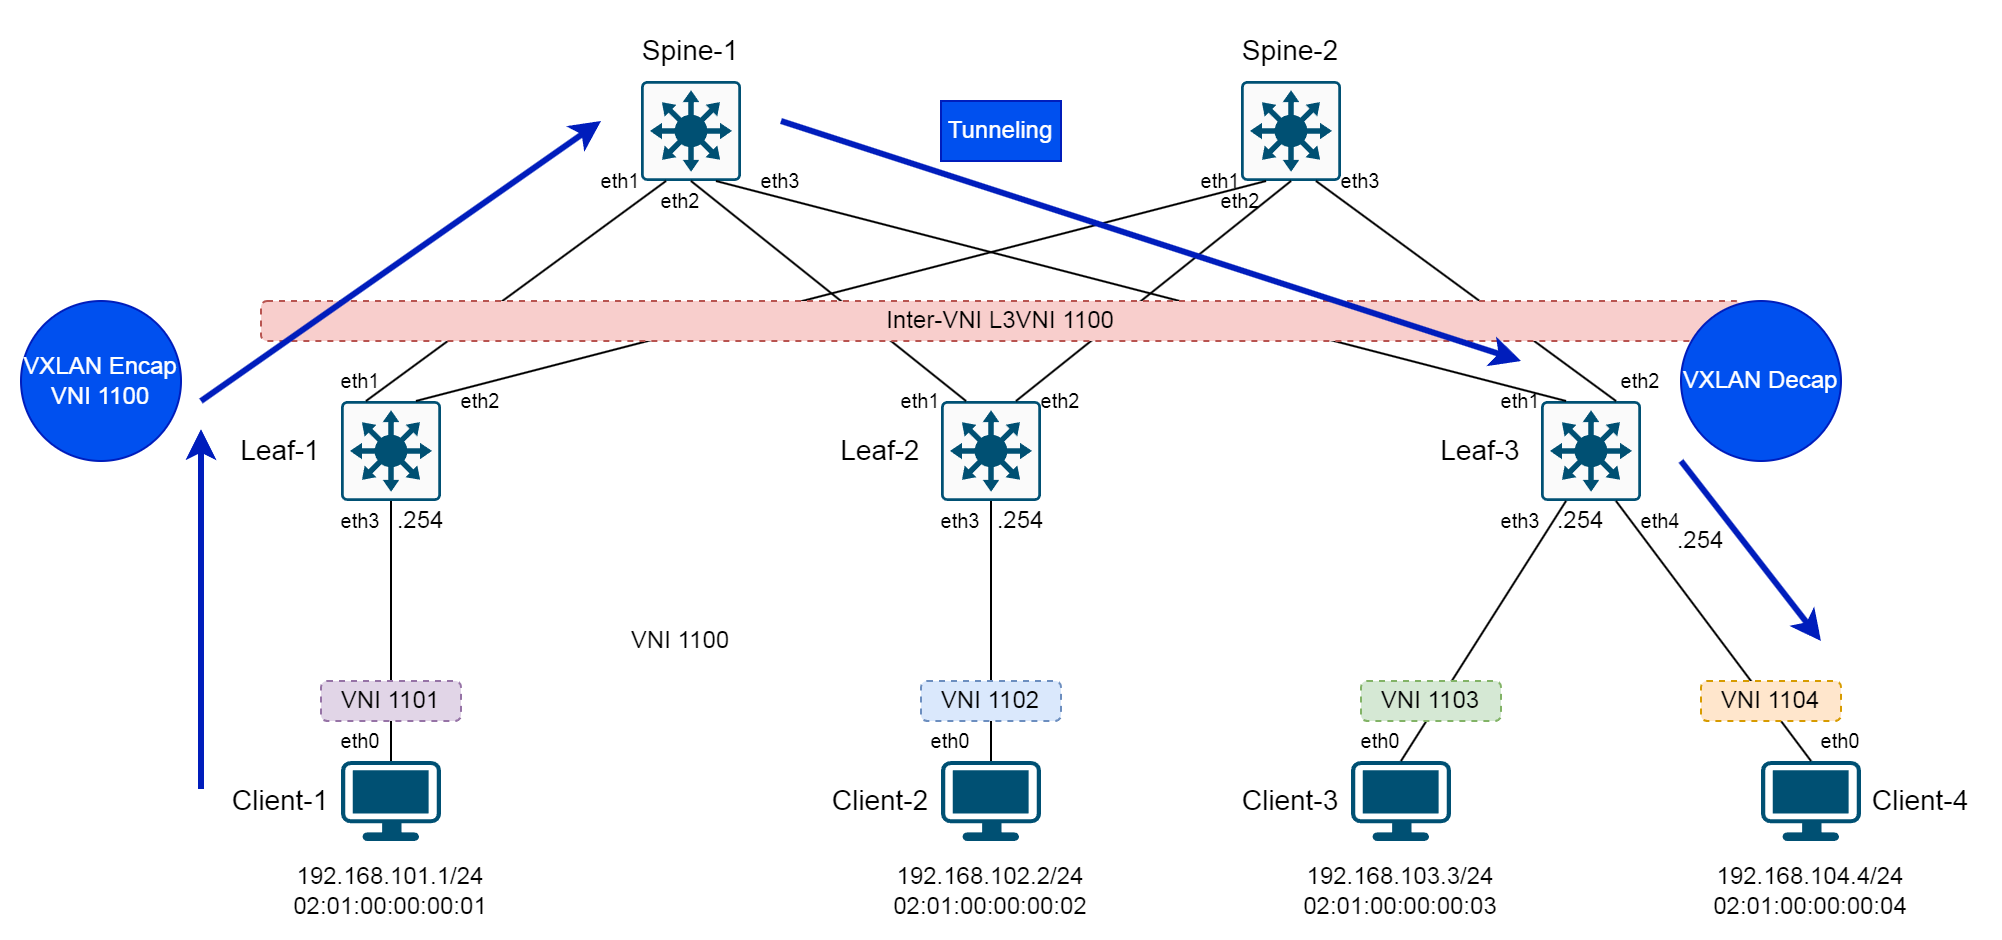 Spine-1
Spine-2
Tunneling
eth1
eth2
eth3
eth1
eth2
eth3
Inter-VNI L3VNI 1100
VXLAN Encap
VNI 1100
VXLAN Decap
eth1
eth2
eth1
eth2
eth1
eth2
Leaf-1
Leaf-2
Leaf-3
eth3
.254
eth3
.254
eth3
.254
eth4
.254
VNI 1100
VNI 1101
VNI 1102
VNI 1103
VNI 1104
eth0
eth0
eth0
eth0
Client-1
Client-2
Client-3
Client-4
192.168.101.1/24
02:01:00:00:00:01
192.168.102.2/24
02:01:00:00:00:02
192.168.103.3/24
02:01:00:00:00:03
192.168.104.4/24
02:01:00:00:00:04